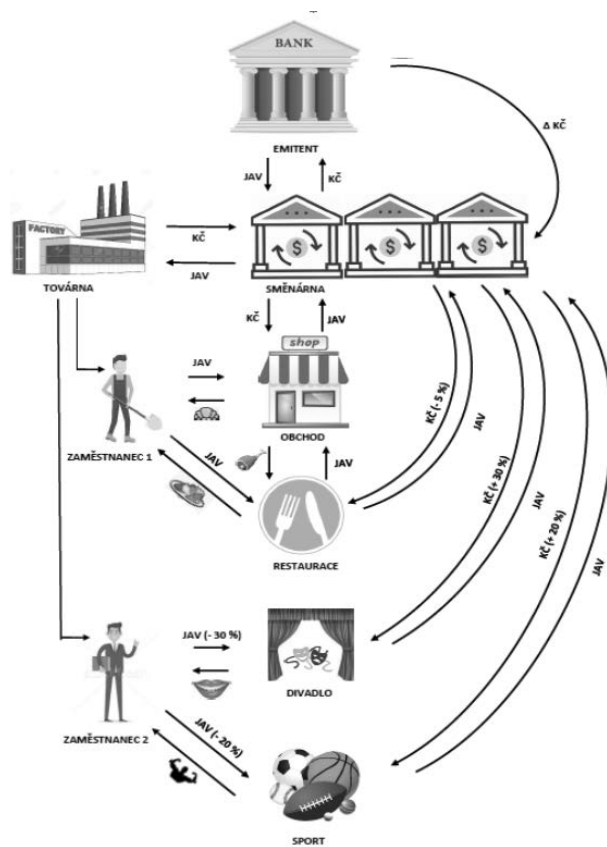 BANK
Δ KČ
EMITENT
JAV
KČ
FACTORY
KČ
JAV
$
$
$
TOVÁRNA
SMĚNÁRNA
KČ
JAV
shop
JAV
KČ (- 5 %)
JAV
OBCHOD
ZAMĚSTNANEC 1
JAV
JAV
KČ (+ 30 %)
JAV
KČ (+ 20 %)
JAV
RESTAURACE
JAV (- 30 %)
DIVADLO
ZAMĚSTNANEC 2
JAV (- 20 %)
SPORT